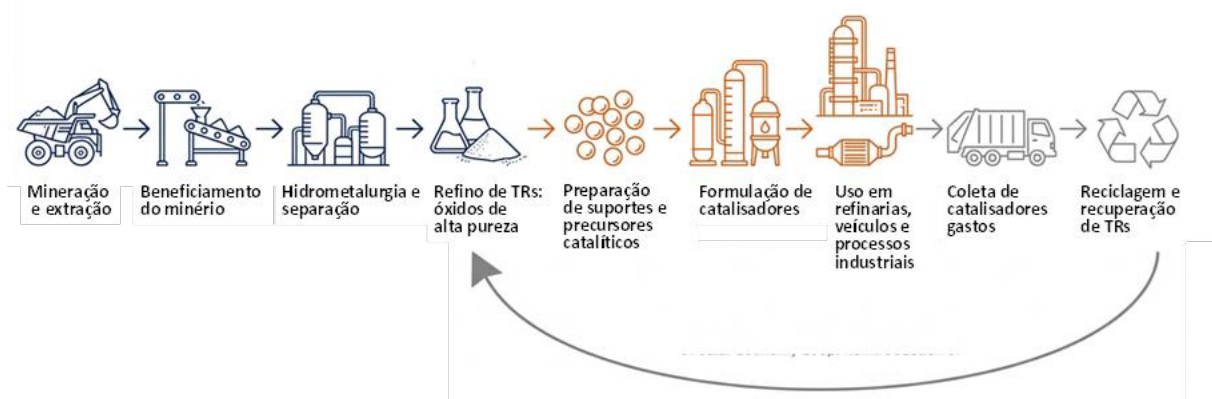 Mineração
e extração
Beneficiamento
do minério
Hidrometalurgia e
separação
Refino de TRs:
óxidos de
alta pureza
Preparação
de suportes e
precursores
catalíticos
Formulação de
catalisadores
Uso em
refinarias,
veículos e
processos
industriais
Coleta de
catalisadores
gastos
Reciclagem e
recuperação
de TRs